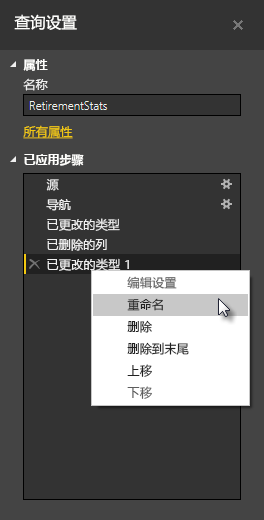 查询设置
属性
名称
RetirementStats
所有属性
已应用步骤
源
导航
已更改的类型
已删除的列
已更改的类型 1
编辑设置
重命名
删除
删除到末尾
上移
下移